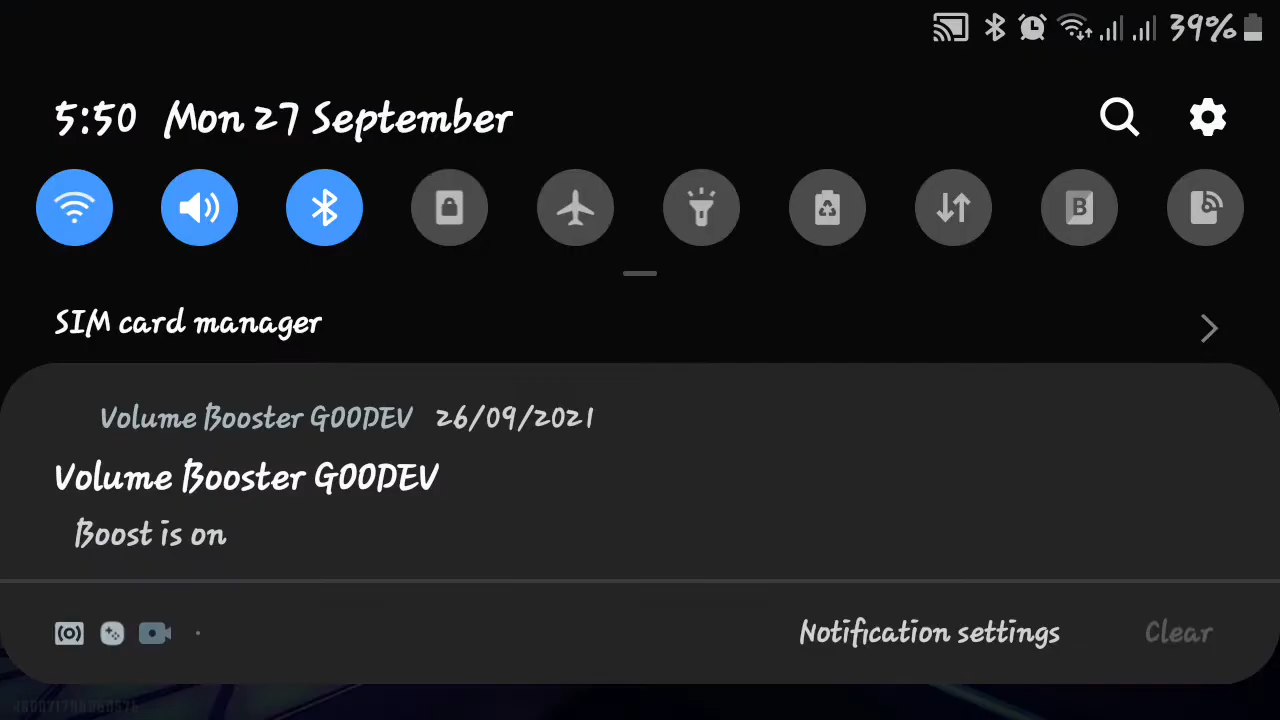 39%
5:50 Mon 27 September
B
SIM card manager
Volume Booster GOODEV 26/09/2021
Volume Booster GOODEV
Boost is on
Notification settings Clear